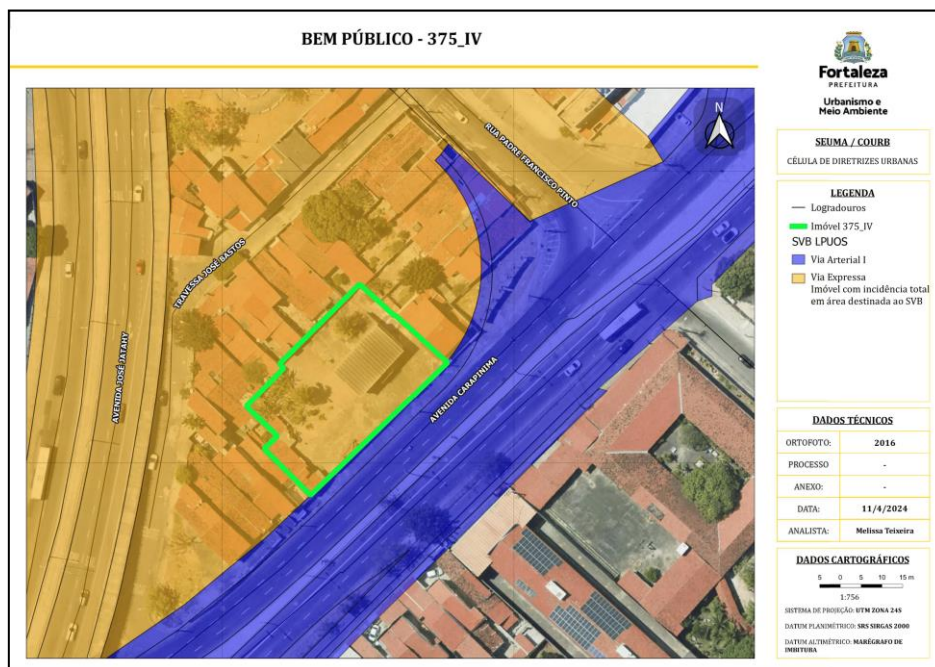 BEM PÚBLICO - 375_IV
Fortaleza
PREFEITURA
Urbanismo e
Meio Ambiente
SEUMA / COURB
CÉLULA DE DIRETRIZES URBANAS
LEGENDA
Logradouros
Imóvel 375_IV
SVB LPUOS
Via Arterial I
Via Expressa
Imóvel com incidência total
em área destinada ao SVB
DADOS TÉCNICOS
ORTOFOTO: 2016
PROCESSO -
ANEXO: -
DATA: 11/4/2024
ANALISTA: Melissa Teixeira
DADOS CARTOGRÁFICOS
5 0 5 10 15 m
1:756
SISTEMA DE PROJEÇÃO: UTM ZONA 24S
DATUM PLANIMÉTRICO: SRS SIRGAS 2000
DATUM ALTIMÉTRICO: MARÉGRAFO DE
IMBITURA
N
RUA PADRE FRANCISCO PINTO
TRAVESSA JOSÉ BASTOS
AVENIDA JOSÉ JATAHY
AVENIDA CARAPINIMA